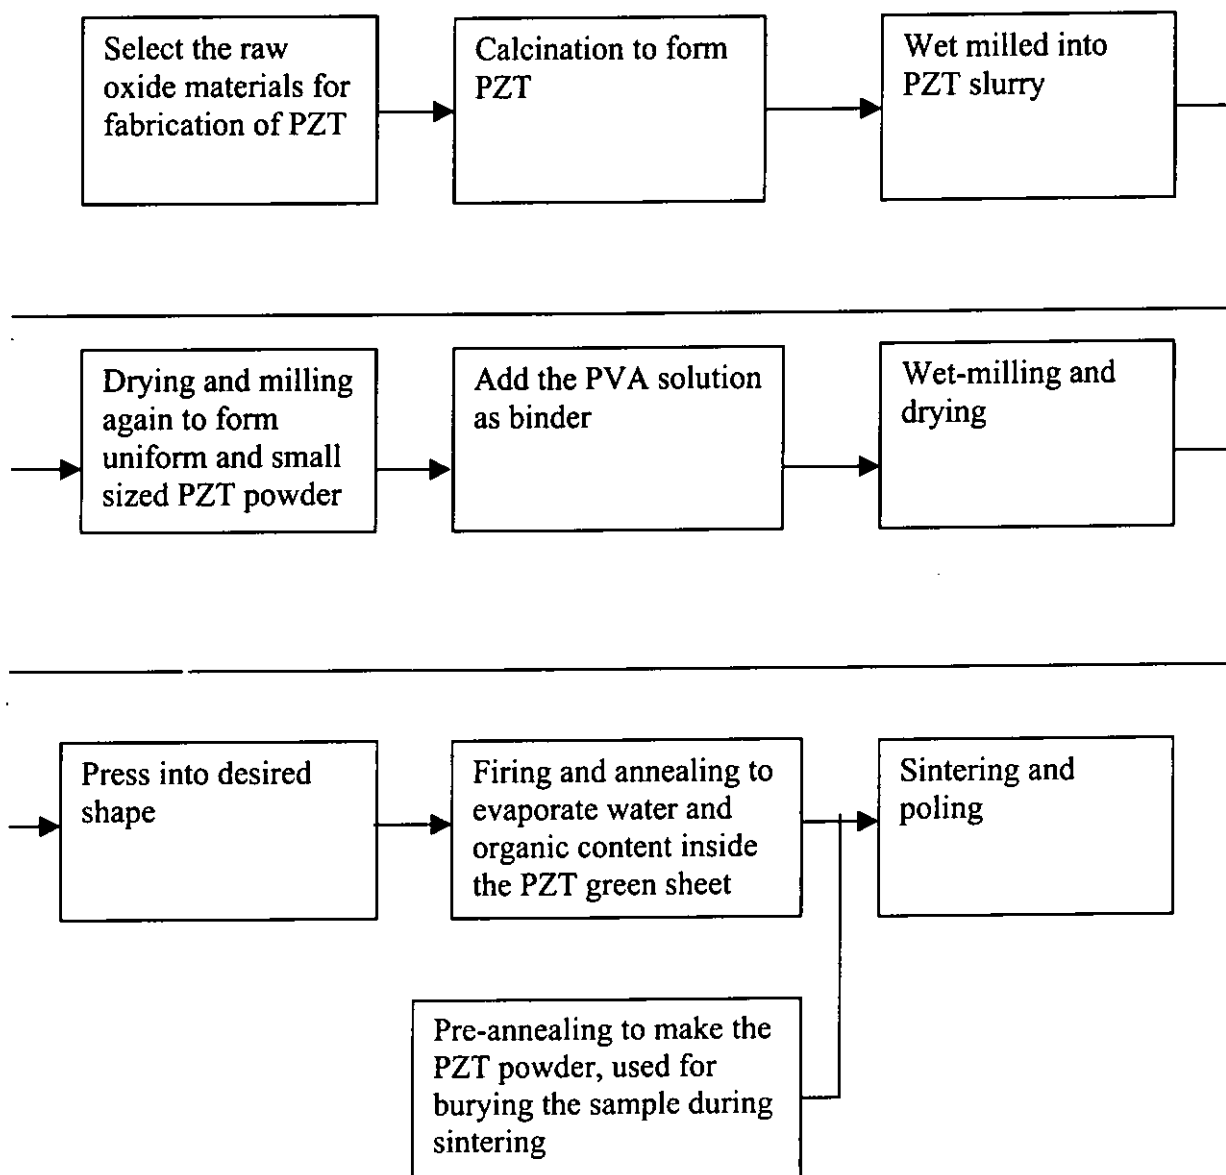 Select the raw
oxide materials for
fabrication of PZT
Calcination to form
PZT
Wet milled into
PZT slurry
Drying and milling
again to form
uniform and small
sized PZT powder
Add the PVA solution
as binder
Wet-milling and
drying
Press into desired
shape
Firing and annealing to
evaporate water and
organic content inside
the PZT green sheet
Sintering and
poling
Pre-annealing to make the
PZT powder, used for
burying the sample during
sintering